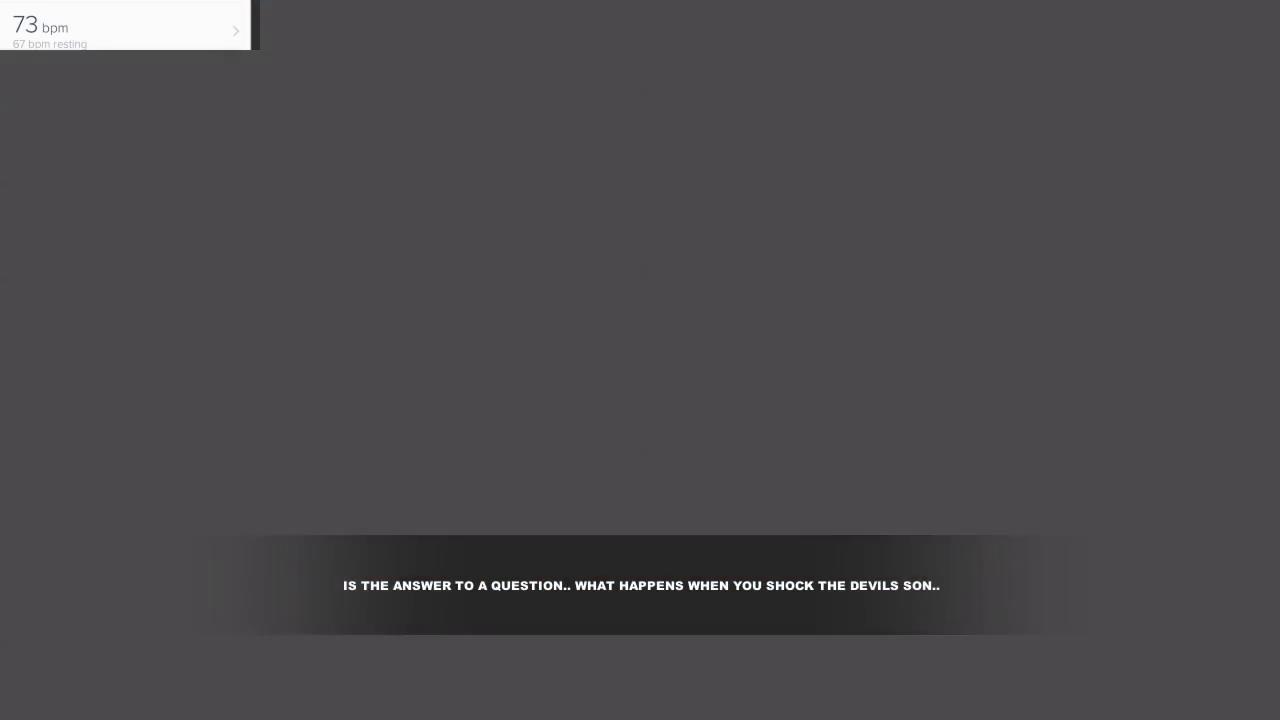 73 bpm
67 bpm resting
IS THE ANSWER TO A QUESTION.. WHAT HAPPENS WHEN YOU SHOCK THE DEVILS SON..